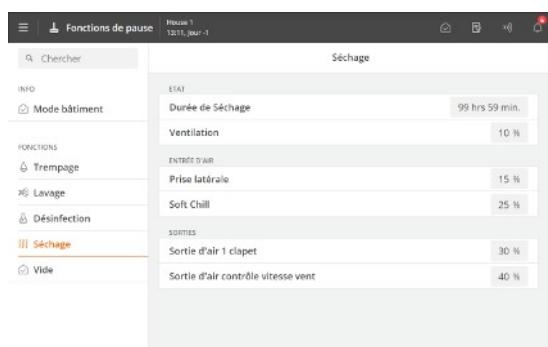 Fonctions de pause
House 1
13:11, Jour -1
6
Chercher
Séchage
INFO
Mode bâtiment
FONCTIONS
Trempage
Lavage
Désinfection
Séchage
Vide
ETAT
Durée de Séchage 99 hrs 59 min.
Ventilation 10 %
ENTRÉE D'AIR
Prise latérale 15 %
Soft Chill 25 %
SORTIES
Sortie d'air 1 clapet 30 %
Sortie d'air contrôle vitesse vent 40 %